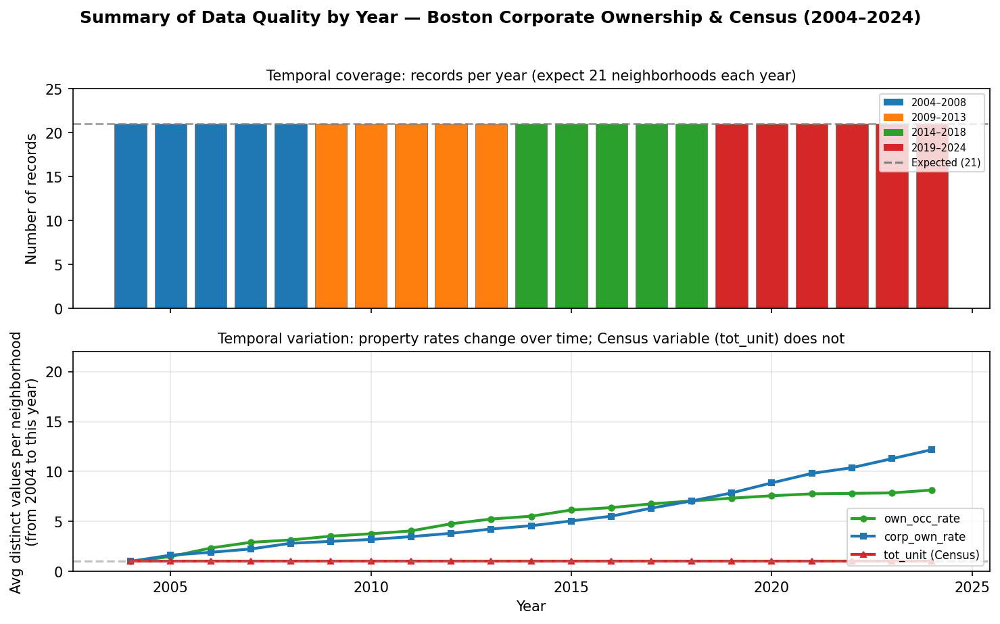 Summary of Data Quality by Year — Boston Corporate Ownership & Census (2004–2024)
Temporal coverage: records per year (expect 21 neighborhoods each year)
Number of records
25
20
15
10
5
0
2004–2008
2009–2013
2014–2018
2019–2024
Expected (21)
Temporal variation: property rates change over time; Census variable (tot_unit) does not
Avg distinct values per neighborhood
(from 2004 to this year)
20
15
10
5
0
own_occ_rate
corp_own_rate
tot_unit (Census)
2005
2010
2015
2020
2025
Year